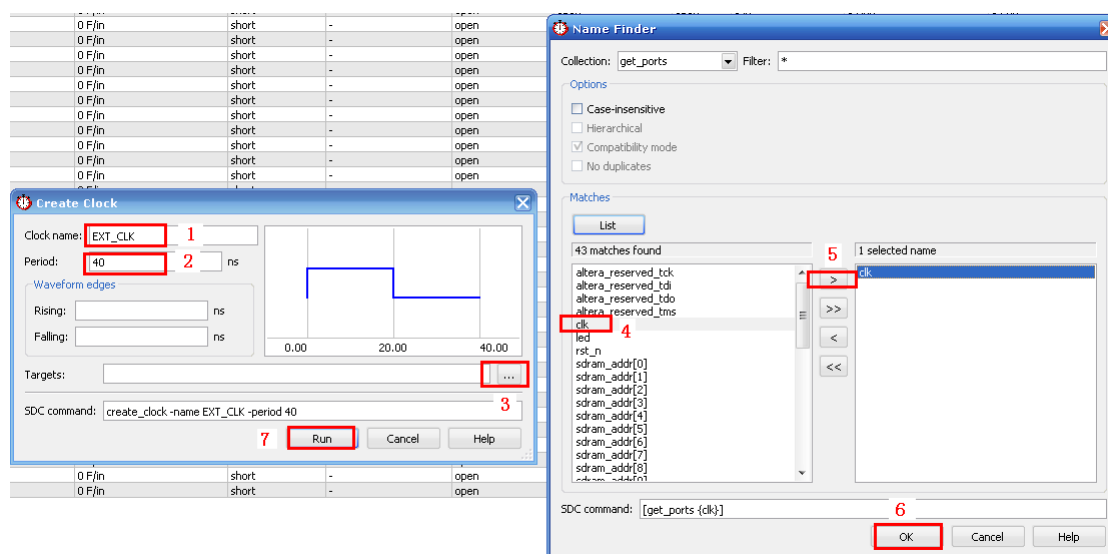 0 F/in short - open
0 F/in short - open
0 F/in short - open
0 F/in short - open
0 F/in short - open
0 F/in short - open
0 F/in short - open
0 F/in short - open
0 F/in short - open
0 F/in short - open
0 F/in short - open
Create Clock
Clock name: EXT_CLK 1
Period: 40 2 ns
Waveform edges
Rising: ns
Falling: ns
0.00 20.00 40.00
Targets: ...
3
SDC command: create_clock -name EXT_CLK -period 40
7 Run Cancel Help
0 F/in short - open
0 F/in short - open
Name Finder
Collection: get_ports Filter: *
Options
Case-insensitive
Hierarchical
Compatibility mode
No duplicates
Matches
List
43 matches found 5 1 selected name
altera_reserved_tck
altera_reserved_tdi
altera_reserved_tdo
altera_reserved_tms
clk 4
led
rst_n
sdram_addr[0]
sdram_addr[1]
sdram_addr[2]
sdram_addr[3]
sdram_addr[4]
sdram_addr[5]
sdram_addr[6]
sdram_addr[7]
sdram_addr[8]
>
>>
<
<<
clk
SDC command: [get_ports {clk}]
6
OK Cancel Help